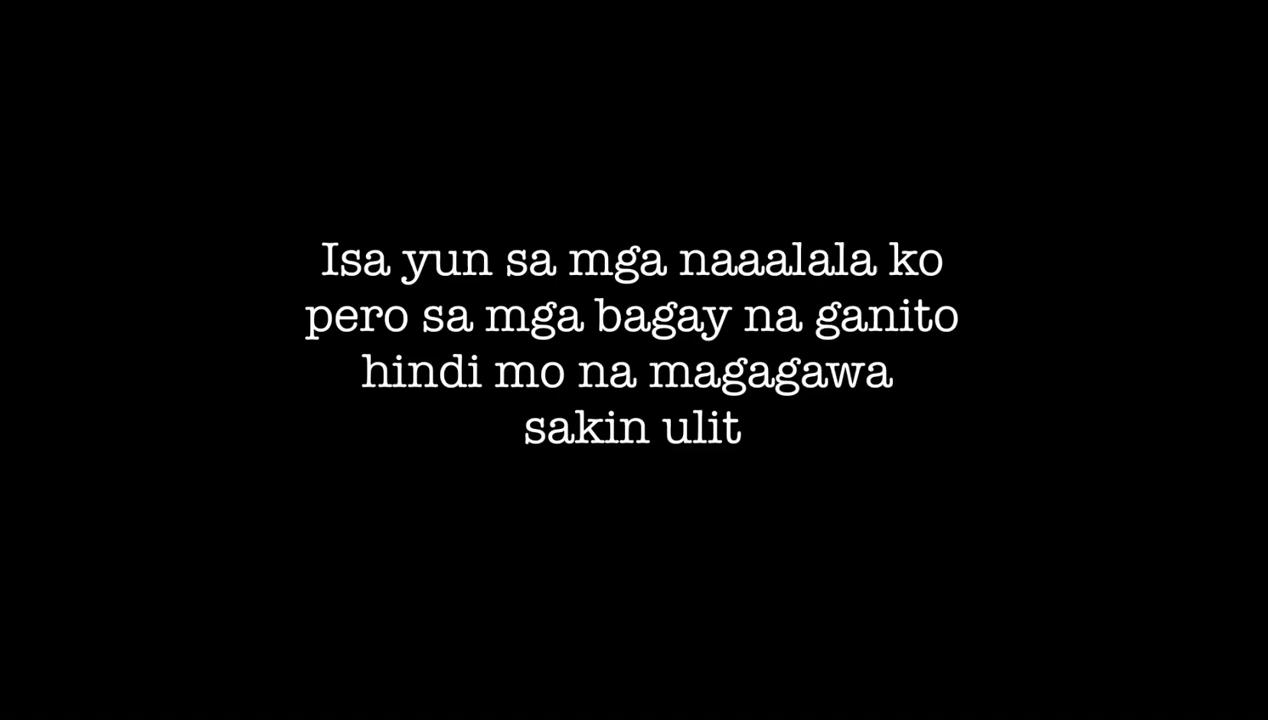 Isa yun sa mga naaalala ko
pero sa mga bagay na ganito
hindi mo na magagawa
sakin ulit